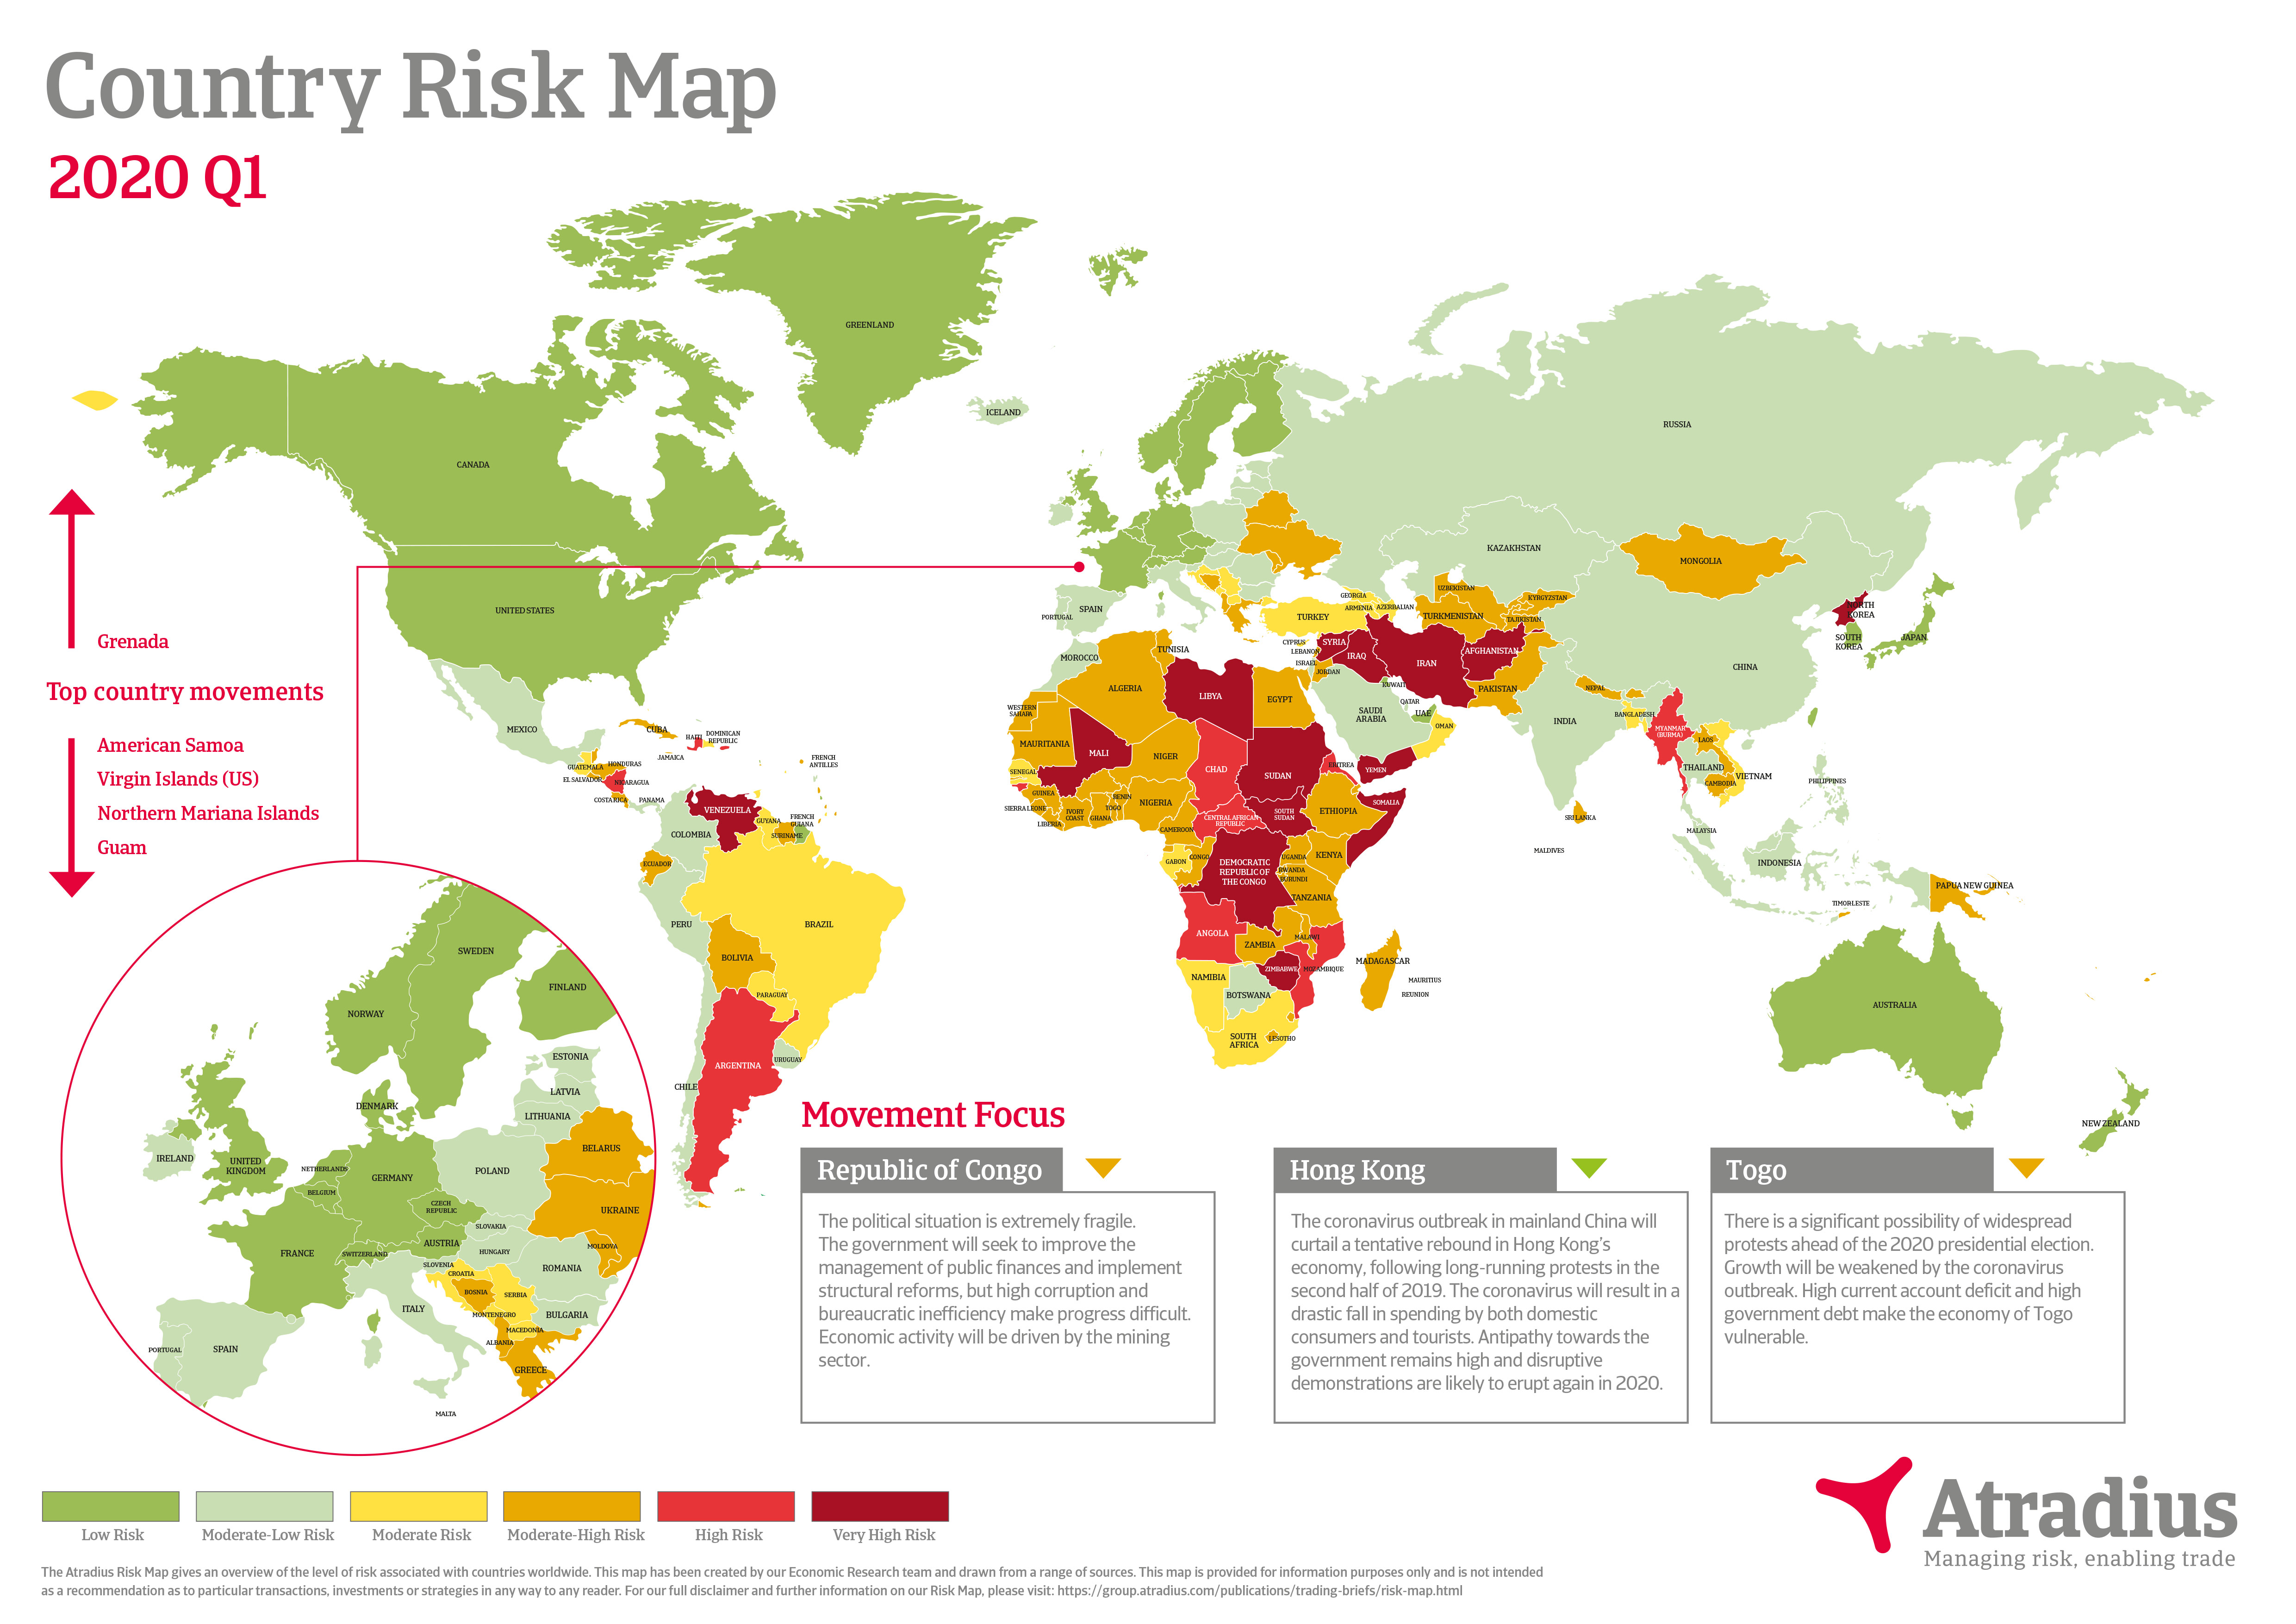 Country Risk Map
2020 Q1
GREENLAND
ICELAND
CANADA
RUSSIA
UNITED STATES
KAZAKHSTAN
MONGOLIA
Grenada
Top country movements
American Samoa
Virgin Islands (US)
Northern Mariana Islands
Guam
MEXICO
CUBA
HAITI
DOMINICAN
REPUBLIC
JAMAICA
FRENCH
ANTILLES
GUATEMALA
HONDURAS
EL SALVADOR
NICARAGUA
COSTA RICA
PANAMA
VENEZUELA
GUYANA
FRENCH
GUIANA
SURINAME
COLOMBIA
ECUADOR
PERU
BRAZIL
BOLIVIA
PARAGUAY
ARGENTINA
URUGUAY
CHILE
PORTUGAL
SPAIN
MOROCCO
TUNISIA
ALGERIA
LIBYA
EGYPT
WESTERN
SAHAPA
MAURITANIA
MALI
NIGER
CHAD
SUDAN
ERITREA
SENEGAL
GUINEA
SIERRA LEONE
LIBERIA
IVORY
COAST
GHANA
TOGO
BENIN
NIGERIA
CAMEROON
CENTRAL AFRICAN
REPUBLIC
SOUTH
SUDAN
ETHIOPIA
SOMALIA
GABON
CONGO
DEMOCRATIC
REPUBLIC OF
THE CONGO
UGANDA
KENYA
RWANDA
BURUNDI
TANZANIA
ANGOLA
ZAMBIA
MALAWI
MOZAMBIQUE
ZIMBABWE
NAMIBIA
BOTSWANA
SOUTH
AFRICA
LESOTHO
MADAGASCAR
MAURITIUS
REUNION
GEORGIA
ARMENIA
AZERBAIJAN
TURKEY
CYPRUS
LEBANON
ISRAEL
SYRIA
IRAQ
JORDAN
IRAN
KUWAIT
QATAR
UAE
SAUDI
ARABIA
OMAN
YEMEN
UZBEKISTAN
TURKMENISTAN
KYRGYZSTAN
TAJIKISTAN
AFGHANISTAN
PAKISTAN
NEPAL
BANGLADESH
INDIA
SRI LANKA
MALDIVES
CHINA
NORTH
KOREA
SOUTH
KOREA
JAPAN
MYANMAR
(BURMA)
LAOS
THAILAND
VIETNAM
CAMBODIA
PHILIPPINES
MALAYSIA
INDONESIA
TIMORLESTE
PAPUA NEW GUINEA
AUSTRALIA
NEW ZEALAND
SWEDEN
FINLAND
NORWAY
ESTONIA
LATVIA
LITHUANIA
DENMARK
BELARUS
IRELAND
UNITED
KINGDOM
NETHERLANDS
BELGIUM
GERMANY
POLAND
CZECH
REPUBLIC
UKRAINE
SLOVAKIA
FRANCE
SWITZERLAND
AUSTRIA
HUNGARY
MOLDOVA
SLOVENIA
CROATIA
ROMANIA
BOSNIA
SERBIA
ITALY
MONTENEGRO
BULGARIA
MACEDONIA
ALBANIA
GREECE
PORTUGAL
SPAIN
MALTA
Movement Focus
Republic of Congo
The political situation is extremely fragile.
The government will seek to improve the
management of public finances and implement
structural reforms, but high corruption and
bureaucratic inefficiency make progress difficult.
Economic activity will be driven by the mining
sector.
Hong Kong
The coronavirus outbreak in mainland China will
curtail a tentative rebound in Hong Kong's
economy, following long-running protests in the
second half of 2019. The coronavirus will result in a
drastic fall in spending by both domestic
consumers and tourists. Antipathy towards the
government remains high and disruptive
demonstrations are likely to erupt again in 2020.
Togo
There is a significant possibility of widespread
protests ahead of the 2020 presidential election.
Growth will be weakened by the coronavirus
outbreak. High current account deficit and high
government debt make the economy of Togo
vulnerable.
Low Risk
Moderate-Low Risk
Moderate Risk
Moderate-High Risk
High Risk
Very High Risk
Atradius
Managing risk, enabling trade
The Atradius Risk Map gives an overview of the level of risk associated with countries worldwide. This map has been created by our Economic Research team and drawn from a range of sources. This map is provided for information purposes only and is not intended
as a recommendation as to particular transactions, investments or strategies in any way to any reader. For our full disclaimer and further information on our Risk Map, please visit: https://group.atradius.com/publications/trading-briefs/risk-map.html